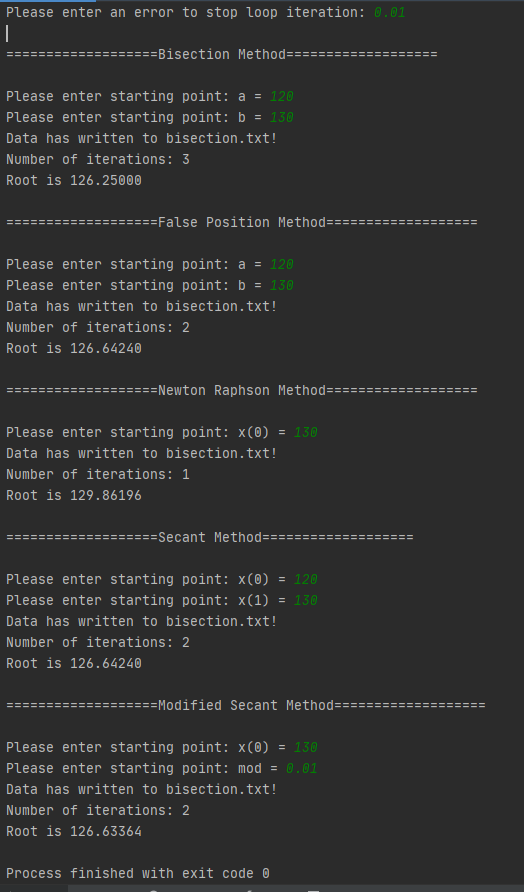 Please enter an error to stop loop iteration: 0.01
===================Bisection Method===================
Please enter starting point: a = 120
Please enter starting point: b = 130
Data has written to bisection.txt!
Number of iterations: 3
Root is 126.25000
===================False Position Method===================
Please enter starting point: a = 120
Please enter starting point: b = 130
Data has written to bisection.txt!
Number of iterations: 2
Root is 126.64240
===================Newton Raphson Method===================
Please enter starting point: x(0) = 130
Data has written to bisection.txt!
Number of iterations: 1
Root is 129.86196
===================Secant Method===================
Please enter starting point: x(0) = 120
Please enter starting point: x(1) = 130
Data has written to bisection.txt!
Number of iterations: 2
Root is 126.64240
===================Modified Secant Method===================
Please enter starting point: x(0) = 130
Please enter starting point: mod = 0.01
Data has written to bisection.txt!
Number of iterations: 2
Root is 126.63364
Process finished with exit code 0